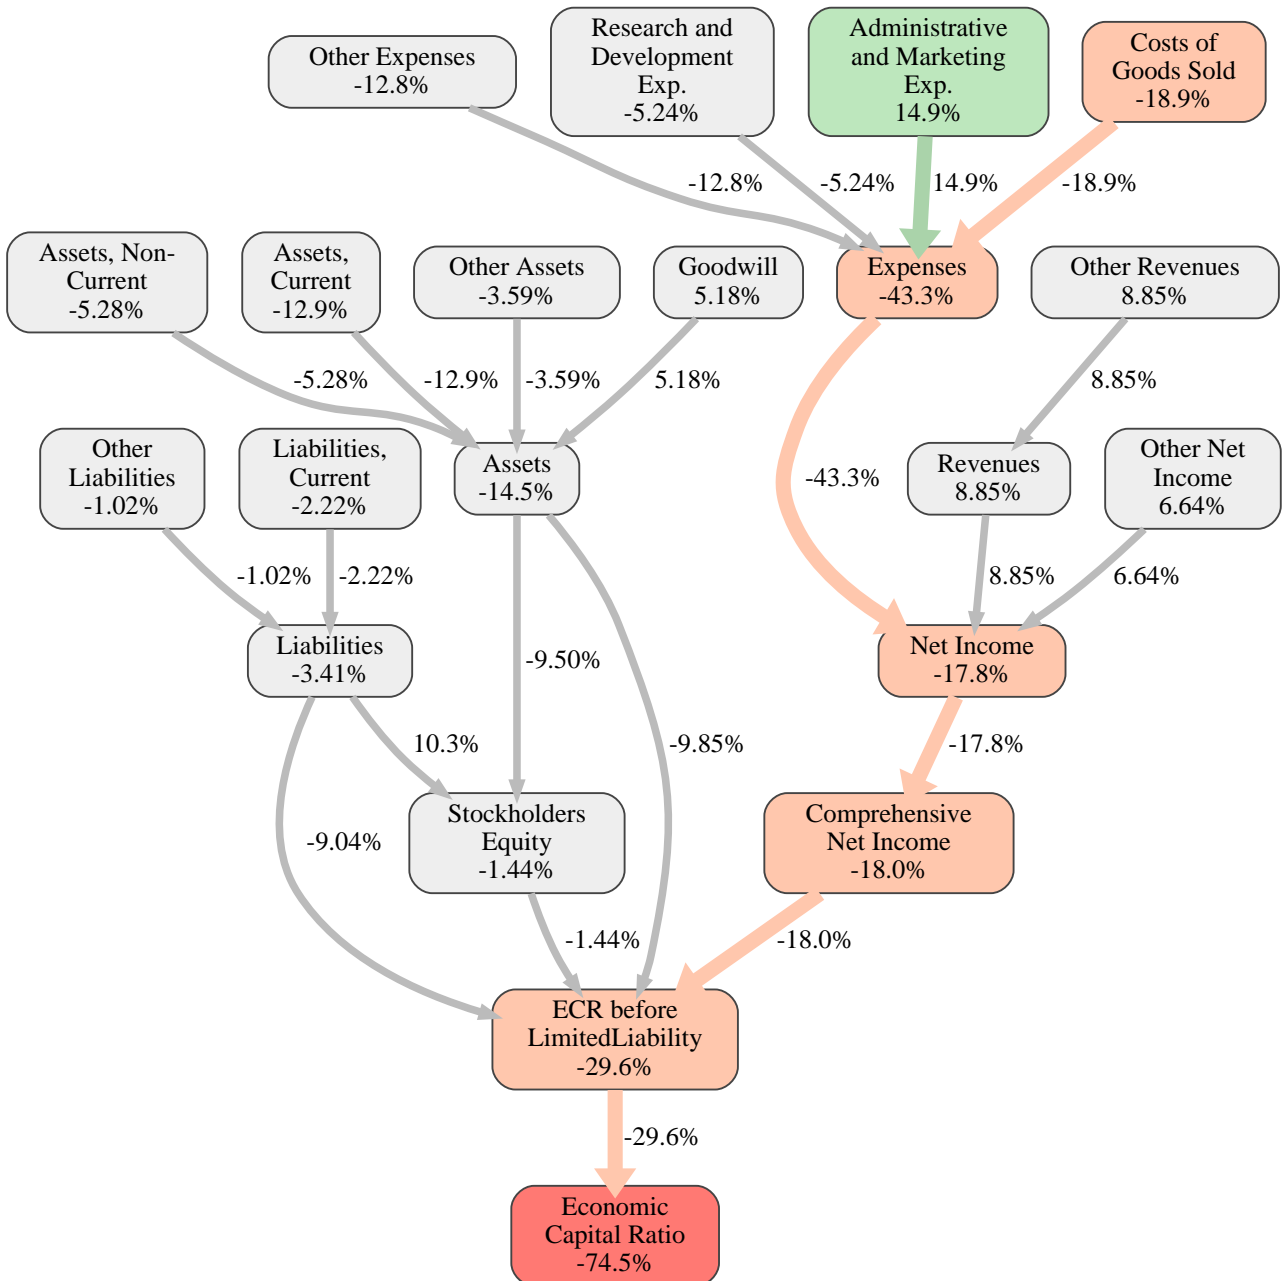 Other Expenses
-12.8%
Research and
Development
Exp.
-5.24%
Administrative
and Marketing
Exp.
14.9%
Costs of
Goods Sold
-18.9%
-12.8%
-5.24%
14.9%
-18.9%
Assets, Non-
Current
-5.28%
Assets,
Current
-12.9%
Other Assets
-3.59%
Goodwill
5.18%
Expenses
-43.3%
Other Revenues
8.85%
-5.28%
-12.9%
-3.59%
5.18%
8.85%
Other
Liabilities
-1.02%
Liabilities,
Current
-2.22%
Assets
-14.5%
-43.3%
Revenues
8.85%
Other Net
Income
6.64%
-1.02%
-2.22%
8.85%
6.64%
Liabilities
-3.41%
-9.50%
Net Income
-17.8%
10.3%
-9.85%
-17.8%
-9.04%
Stockholders
Equity
-1.44%
Comprehensive
Net Income
-18.0%
-1.44%
-18.0%
ECR before
LimitedLiability
-29.6%
-29.6%
Economic
Capital Ratio
-74.5%